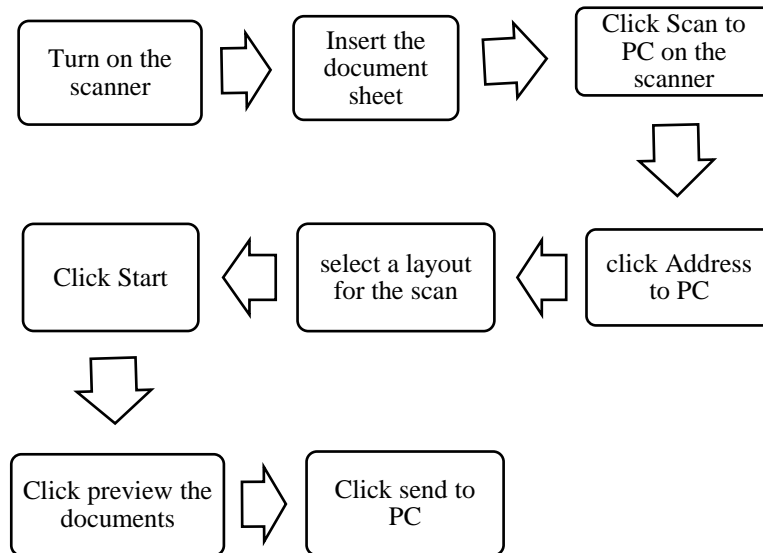 Turn on the
scanner
Insert the
document
sheet
Click Scan to
PC on the
scanner
click Address
to PC
select a layout
for the scan
Click Start
Click preview the
documents
Click send to
PC